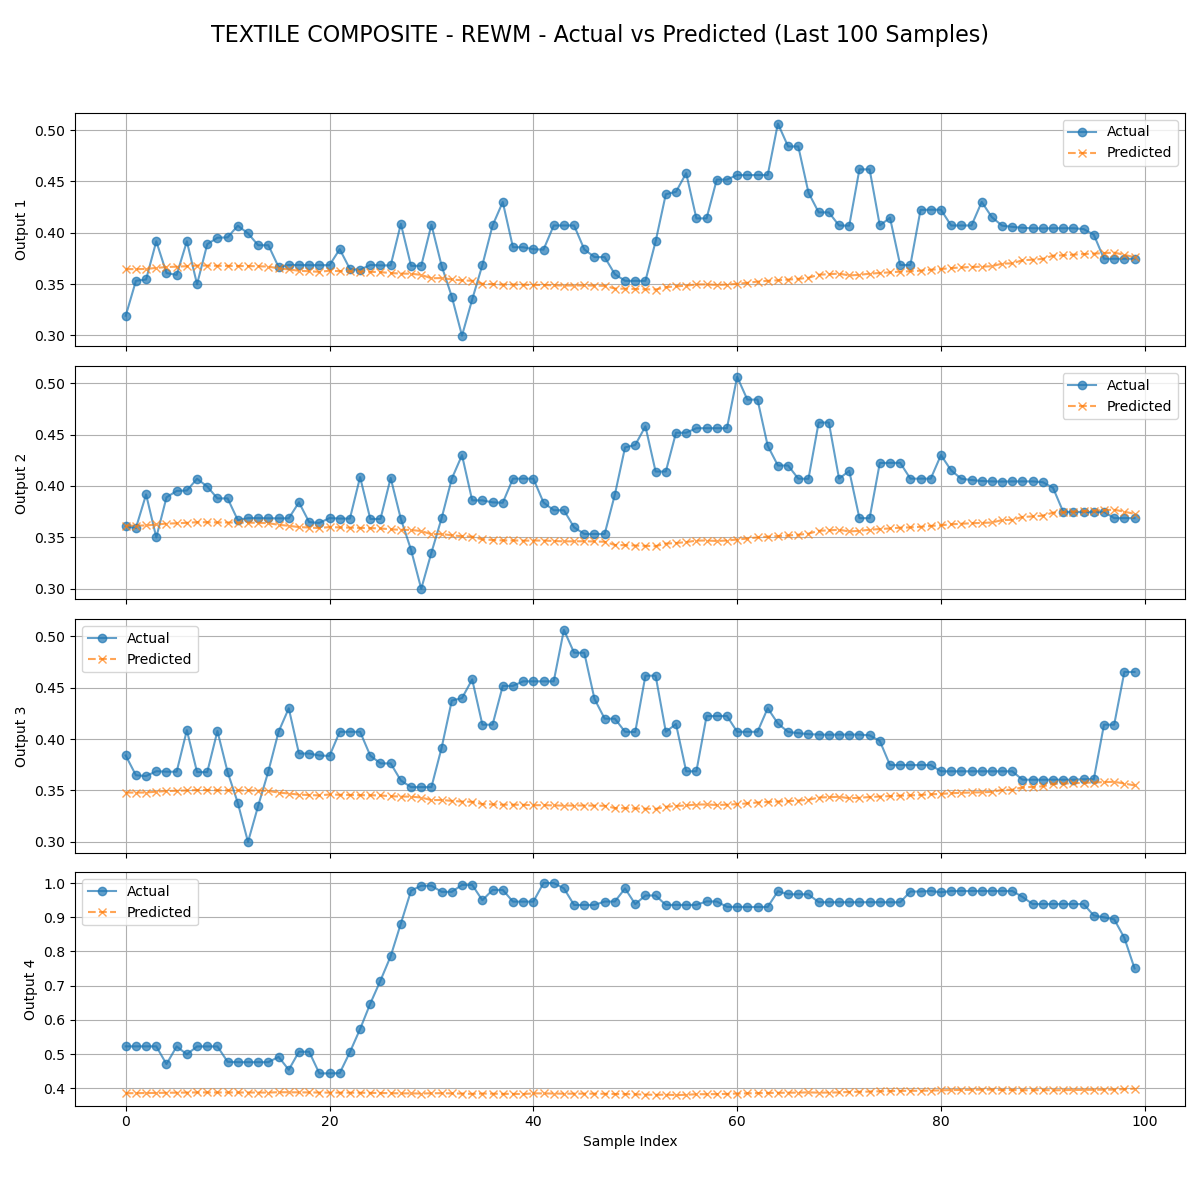 TEXTILE COMPOSITE - REWM - Actual vs Predicted (Last 100 Samples)
0.50
0.45
0.40
0.35
0.30
Output 1
Actual
Predicted
0.50
0.45
0.40
0.35
0.30
Output 2
Actual
Predicted
0.50
0.45
0.40
0.35
0.30
Output 3
Actual
Predicted
1.0
0.9
0.8
0.7
0.6
0.5
0.4
Output 4
Actual
Predicted
0 20 40 60 80 100
Sample Index